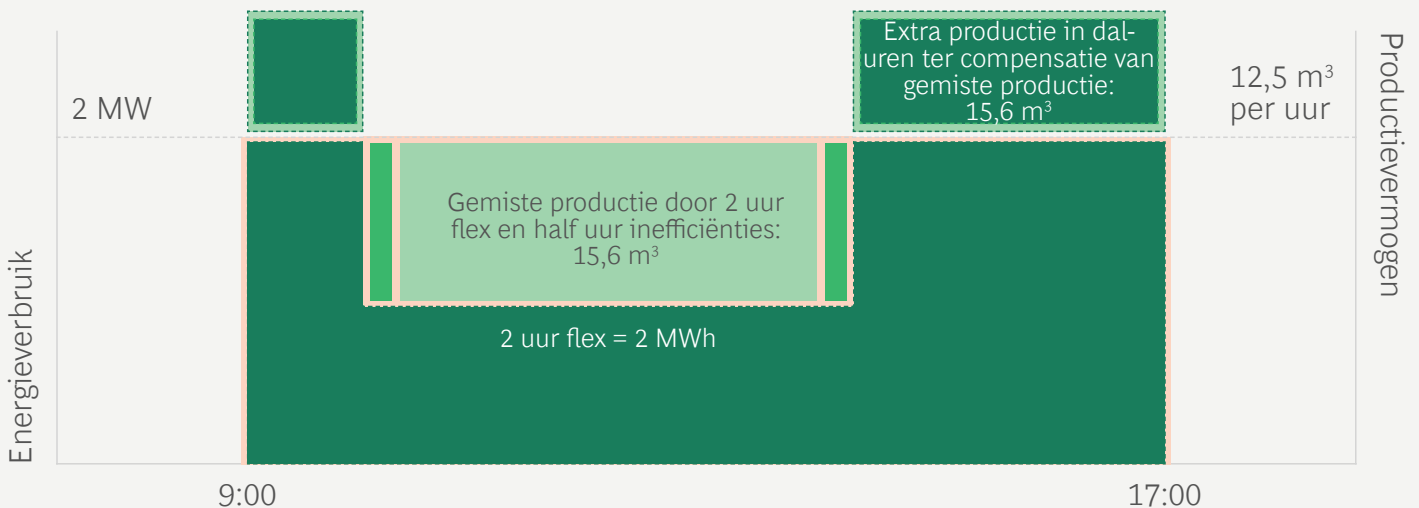 Extra productie in dal-
uren ter compensatie van
gemiste productie:
15,6 m³
2 MW
12,5 m³
per uur
Productievermogen
Gemiste productie door 2 uur
flex en half uur inefficiënties:
15,6 m³
Energieverbruik
2 uur flex = 2 MWh
9:00
17:00